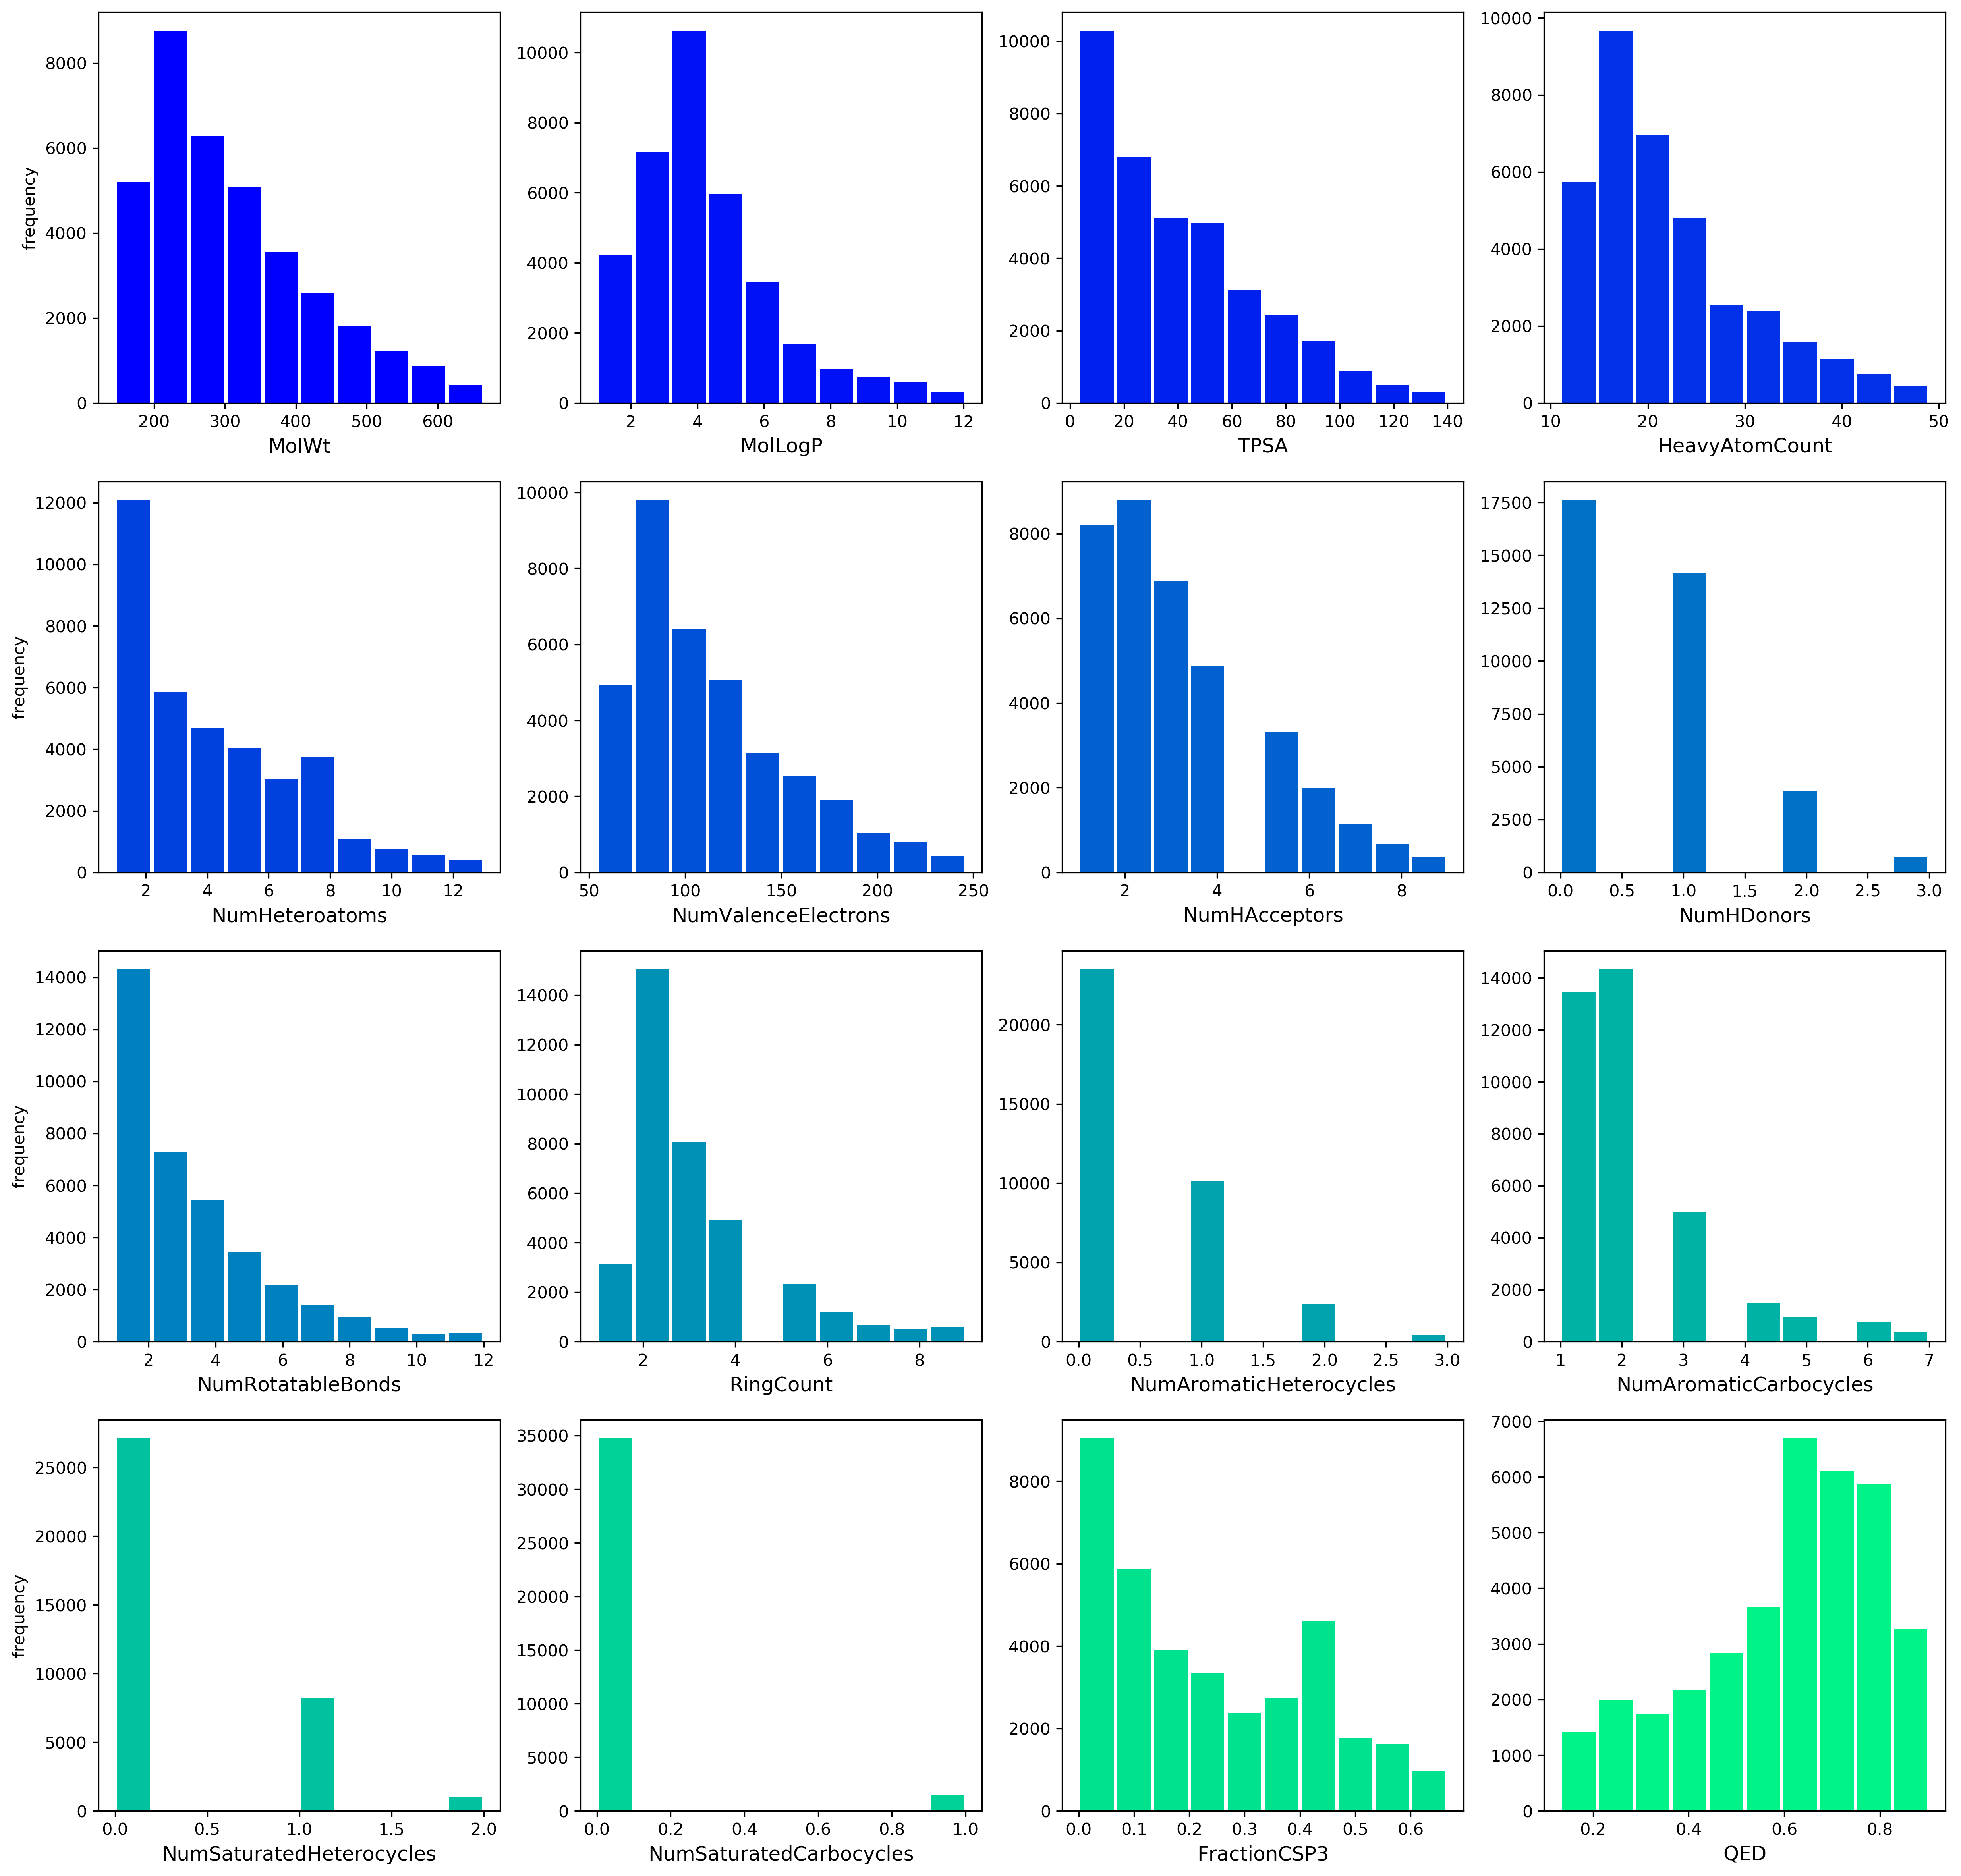 8000
6000
4000
2000
0
frequency
200 300 400 500 600
MolWt
10000
8000
6000
4000
2000
0
2 4 6 8 10 12
MolLogP
10000
8000
6000
4000
2000
0
0 20 40 60 80 100 120 140
TPSA
10000
8000
6000
4000
2000
0
10 20 30 40 50
HeavyAtomCount
12000
10000
8000
6000
4000
2000
0
frequency
2 4 6 8 10 12
NumHeteroatoms
10000
8000
6000
4000
2000
0
50 100 150 200 250
NumValenceElectrons
8000
6000
4000
2000
0
2 4 6 8
NumHAcceptors
17500
15000
12500
10000
7500
5000
2500
0
0.0 0.5 1.0 1.5 2.0 2.5 3.0
NumHDonors
14000
12000
10000
8000
6000
4000
2000
0
frequency
2 4 6 8 10 12
NumRotatableBonds
14000
12000
10000
8000
6000
4000
2000
0
2 4 6 8
RingCount
20000
15000
10000
5000
0
0.0 0.5 1.0 1.5 2.0 2.5 3.0
NumAromaticHeterocycles
14000
12000
10000
8000
6000
4000
2000
0
1 2 3 4 5 6 7
NumAromaticCarbocycles
25000
20000
15000
10000
5000
0
frequency
0.0 0.5 1.0 1.5 2.0
NumSaturatedHeterocycles
35000
30000
25000
20000
15000
10000
5000
0
0.0 0.2 0.4 0.6 0.8 1.0
NumSaturatedCarbocycles
8000
6000
4000
2000
0
0.0 0.1 0.2 0.3 0.4 0.5 0.6
FractionCSP3
7000
6000
5000
4000
3000
2000
1000
0
0.2 0.4 0.6 0.8
QED